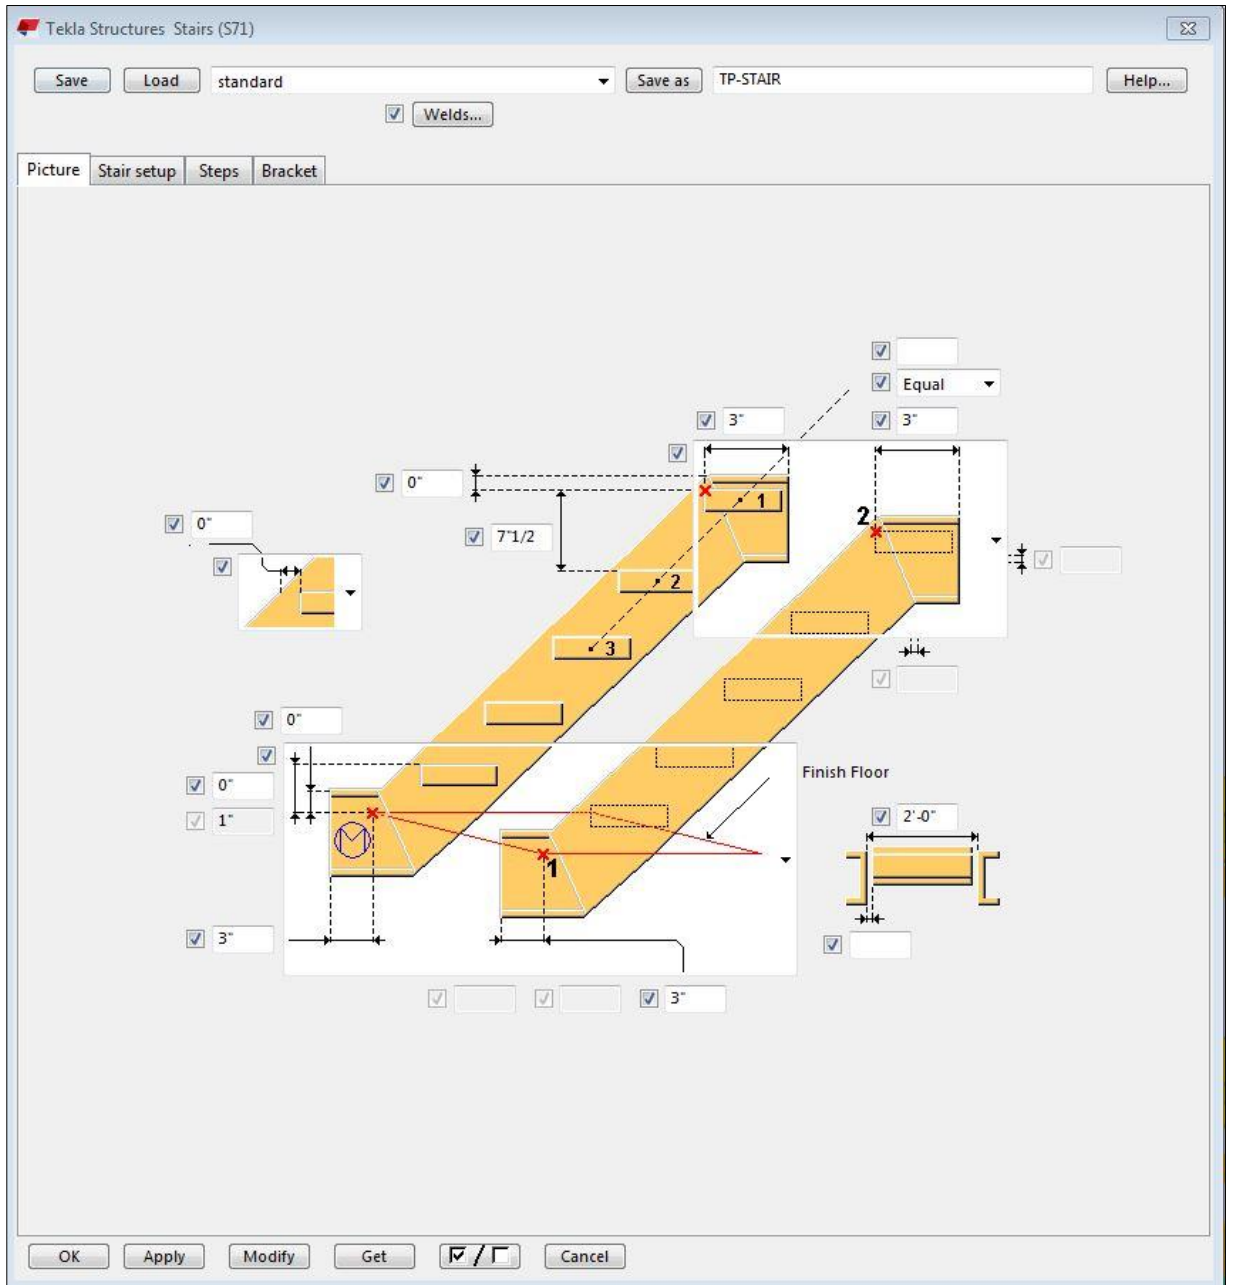 Tekla Structures Stairs (S71)
Save Load standard Save as TP-STAIR Help...
Welds...
Picture Stair setup Steps Bracket
Equal
3" 3"
0"
1
0" 7"1/2 2
2
3
0"
0" Finish Floor
1" 2'-0"
M
1
3"
3"
OK Apply Modify Get / Cancel